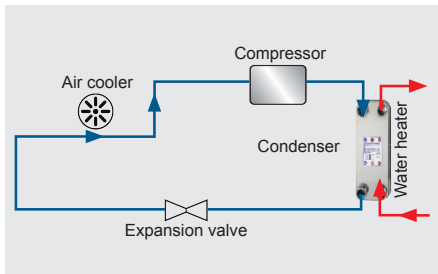 Compressor
Air cooler
Condenser
Water heater
Expansion valve